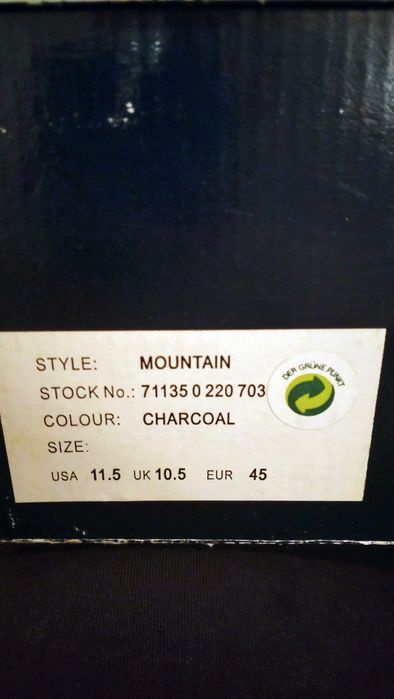 STYLE: MOUNTAIN
STOCK No.: 71135 0 220 703
COLOUR: CHARCOAL
SIZE:
USA 11.5 UK 10.5 EUR 45
DER GRÜNE PUNKT